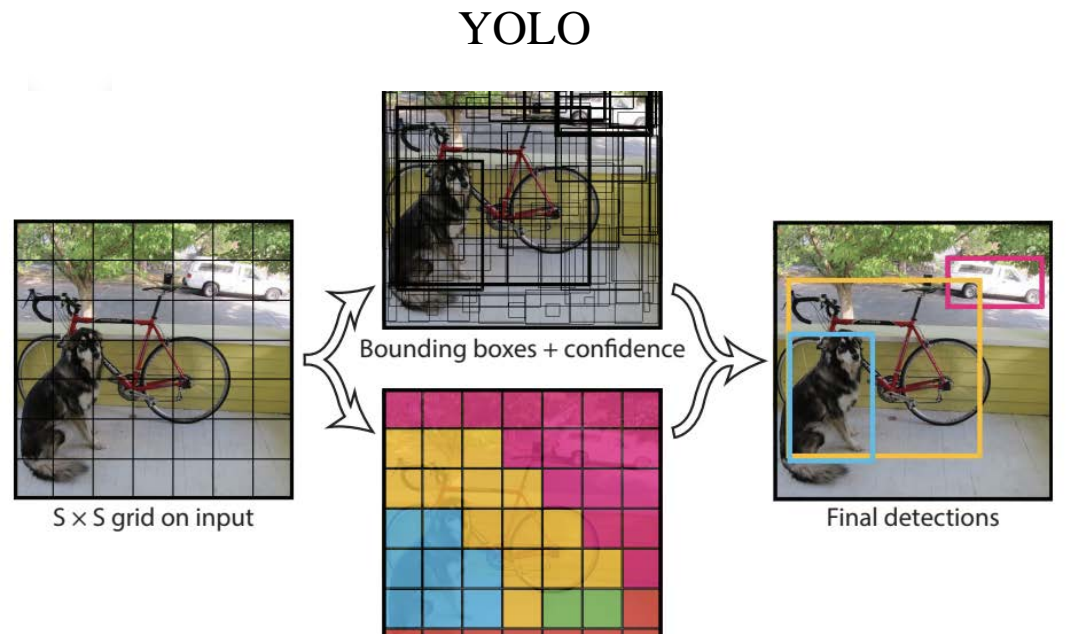 YOLO
Bounding boxes + confidence
S × S grid on input
Final detections